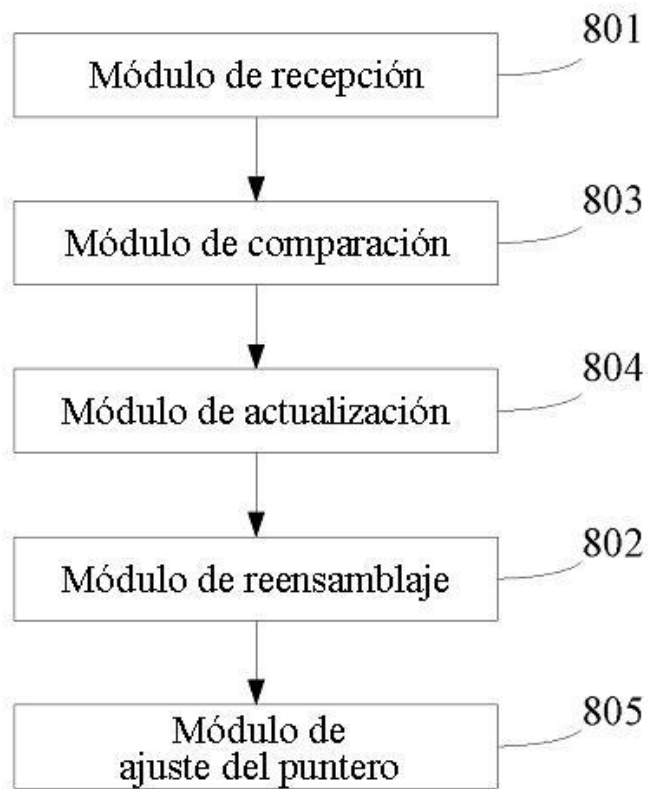 801
Módulo de recepción
803
Módulo de comparación
804
Módulo de actualización
802
Módulo de reensamblaje
805
Módulo de
ajuste del puntero